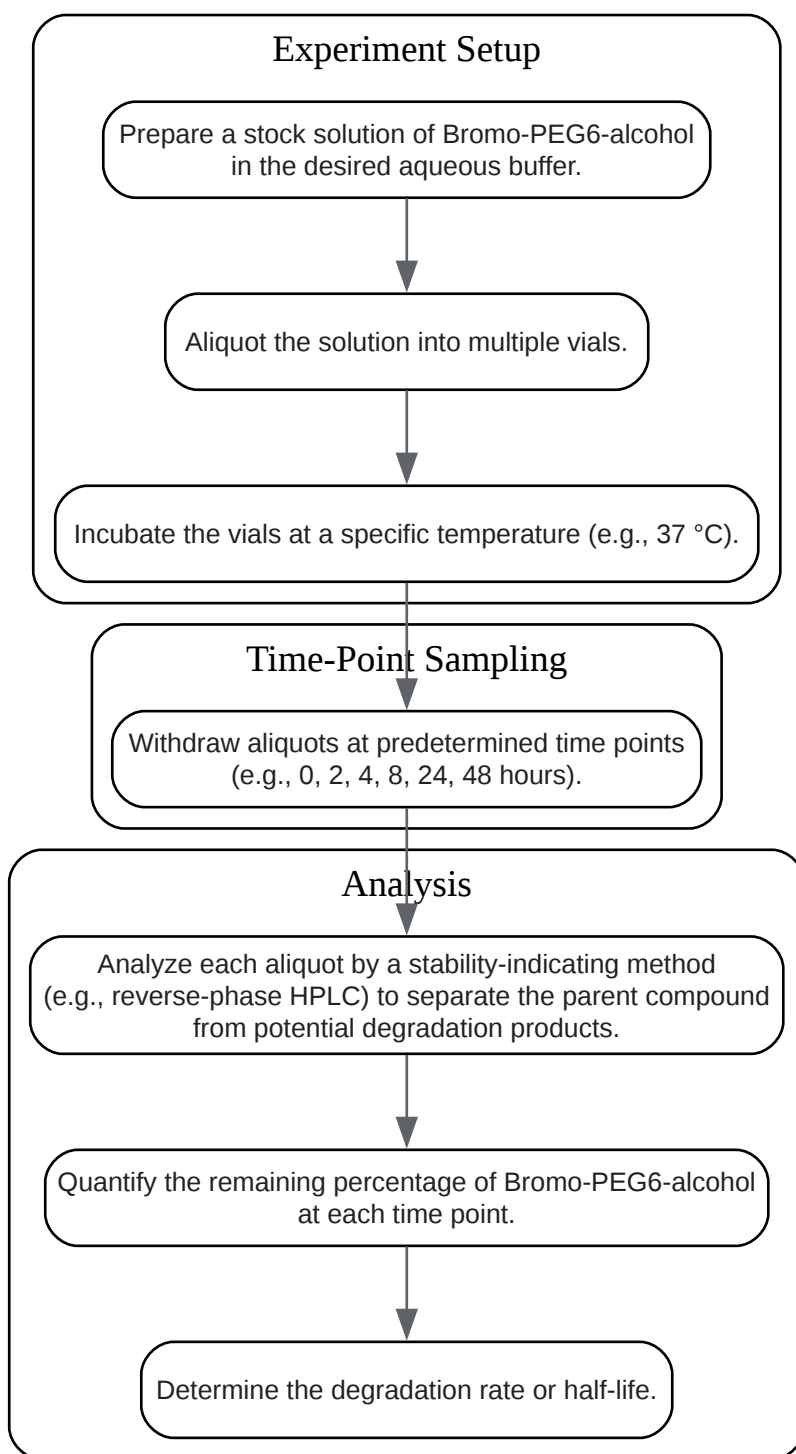 Experiment Setup
Prepare a stock solution of Bromo-PEG6-alcohol
in the desired aqueous buffer.
Aliquot the solution into multiple vials.
Incubate the vials at a specific temperature (e.g., 37 °C).
Time-Point Sampling
Withdraw aliquots at predetermined time points
(e.g., 0, 2, 4, 8, 24, 48 hours).
Analysis
Analyze each aliquot by a stability-indicating method
(e.g., reverse-phase HPLC) to separate the parent compound
from potential degradation products.
Quantify the remaining percentage of Bromo-PEG6-alcohol
at each time point.
Determine the degradation rate or half-life.